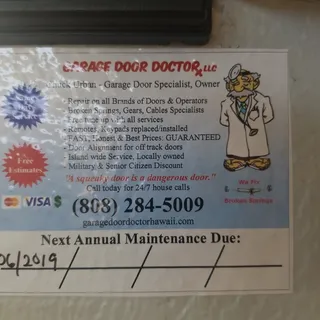 GARAGE DOOR DOCTOR, LLC
Chuck Urban - Garage Door Specialist, Owner
- Repair on all Brands of Doors & Operators
- Broken Springs, Gears, Cables Specialists
- Free tune up with all services
- Remotes, Keypads replaced/installed
- FAST, Honest & Best Prices: GUARANTEED
- Door Alignment for off track doors
- Island wide Service, Locally owned
- Military & Senior Citizen Discount
Free
Estimates
"A squeaky door is a dangerous door."
VISA $
Call today for 24/7 house calls
(808) 284-5009
garagedoordoctorhawaii.com
We Fix
Broken Springs
Next Annual Maintenance Due:
06/2019 / / /